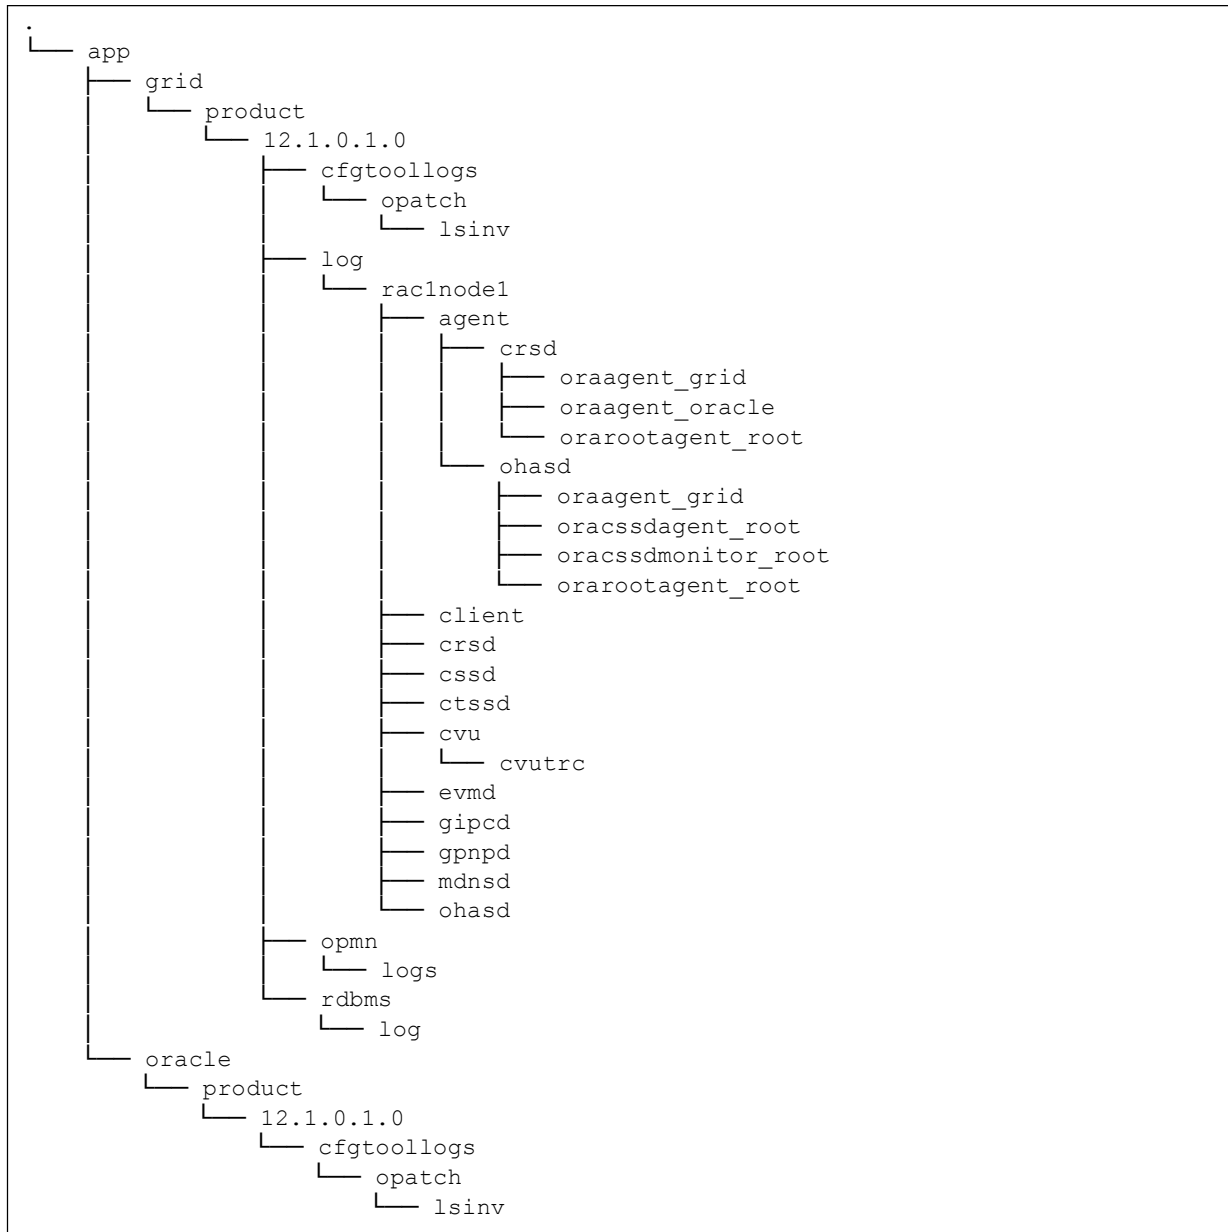 .
└── app
    ├── grid
    │   └── product
    │       └── 12.1.0.1.0
    │           ├── cfgtoollogs
    │           │   └── opatch
    │           │       └── lsinv
    │           ├── log
    │           │   └── rac1node1
    │           │       ├── agent
    │           │       │   ├── crsd
    │           │       │   │   ├── oraagent_grid
    │           │       │   │   ├── oraagent_oracle
    │           │       │   │   └── orarootagent_root
    │           │       │   └── ohasd
    │           │       │       ├── oraagent_grid
    │           │       │       ├── oracssdagent_root
    │           │       │       ├── oracssdmonitor_root
    │           │       │       └── orarootagent_root
    │           │       ├── client
    │           │       ├── crsd
    │           │       ├── cssd
    │           │       ├── ctssd
    │           │       ├── cvu
    │           │       │   └── cvutrc
    │           │       ├── evmd
    │           │       ├── gipcd
    │           │       ├── gpnpd
    │           │       ├── mdnsd
    │           │       └── ohasd
    │           ├── opmn
    │           │   └── logs
    │           └── rdbms
    │               └── log
    └── oracle
        └── product
            └── 12.1.0.1.0
                └── cfgtoollogs
                    └── opatch
                        └── lsinv